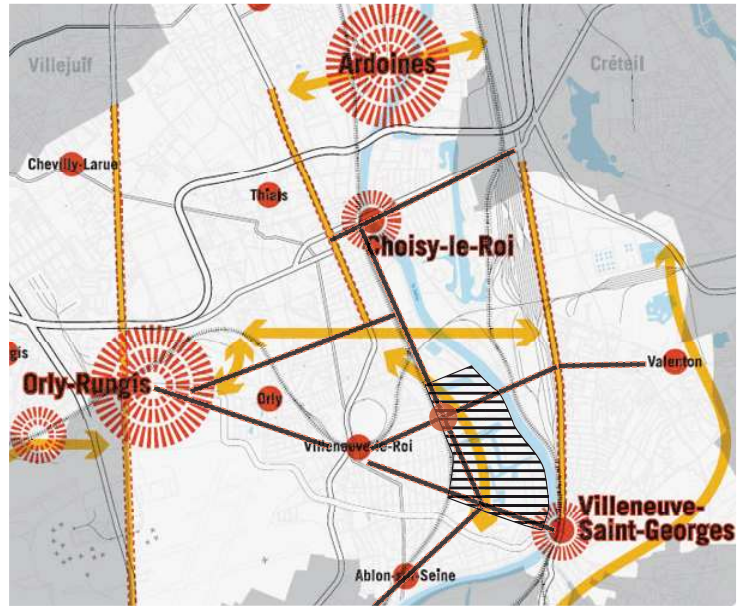 Villejuif
Ardoines
Créteil
Chevilly-Larue
Thiais
Choisy-le-Roi
gis
Orly-Rungis
Orly
Valenton
Villeneuve-le-Roi
Villeneuve-
Saint-Georges
Ablon-sur-Seine